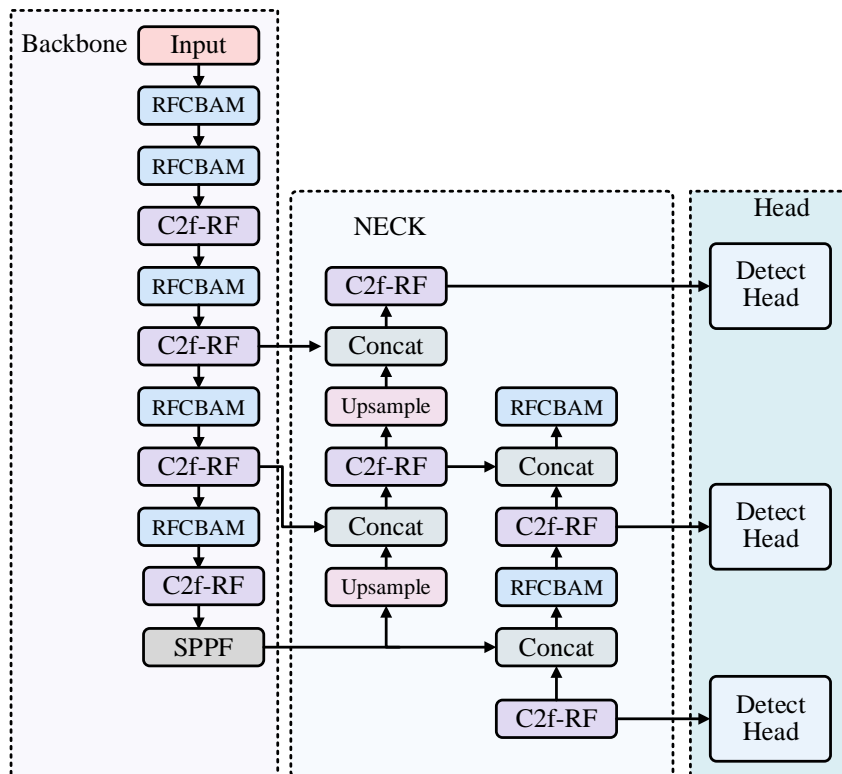 Backbone
Input
RFCBAM
RFCBAM
C2f-RF
RFCBAM
C2f-RF
RFCBAM
C2f-RF
RFCBAM
C2f-RF
SPPF
NECK
C2f-RF
Concat
Upsample
C2f-RF
Concat
Upsample
RFCBAM
Concat
C2f-RF
RFCBAM
Concat
C2f-RF
Head
Detect
Head
Detect
Head
Detect
Head